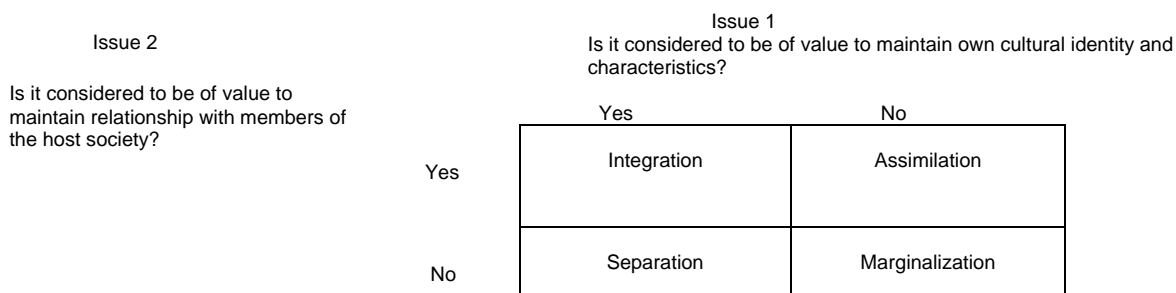 Issue 1
Is it considered to be of value to maintain own cultural identity and
characteristics?
Issue 2
Is it considered to be of value to
maintain relationship with members of
the host society?
Yes No
Yes Integration Assimilation
No Separation Marginalization